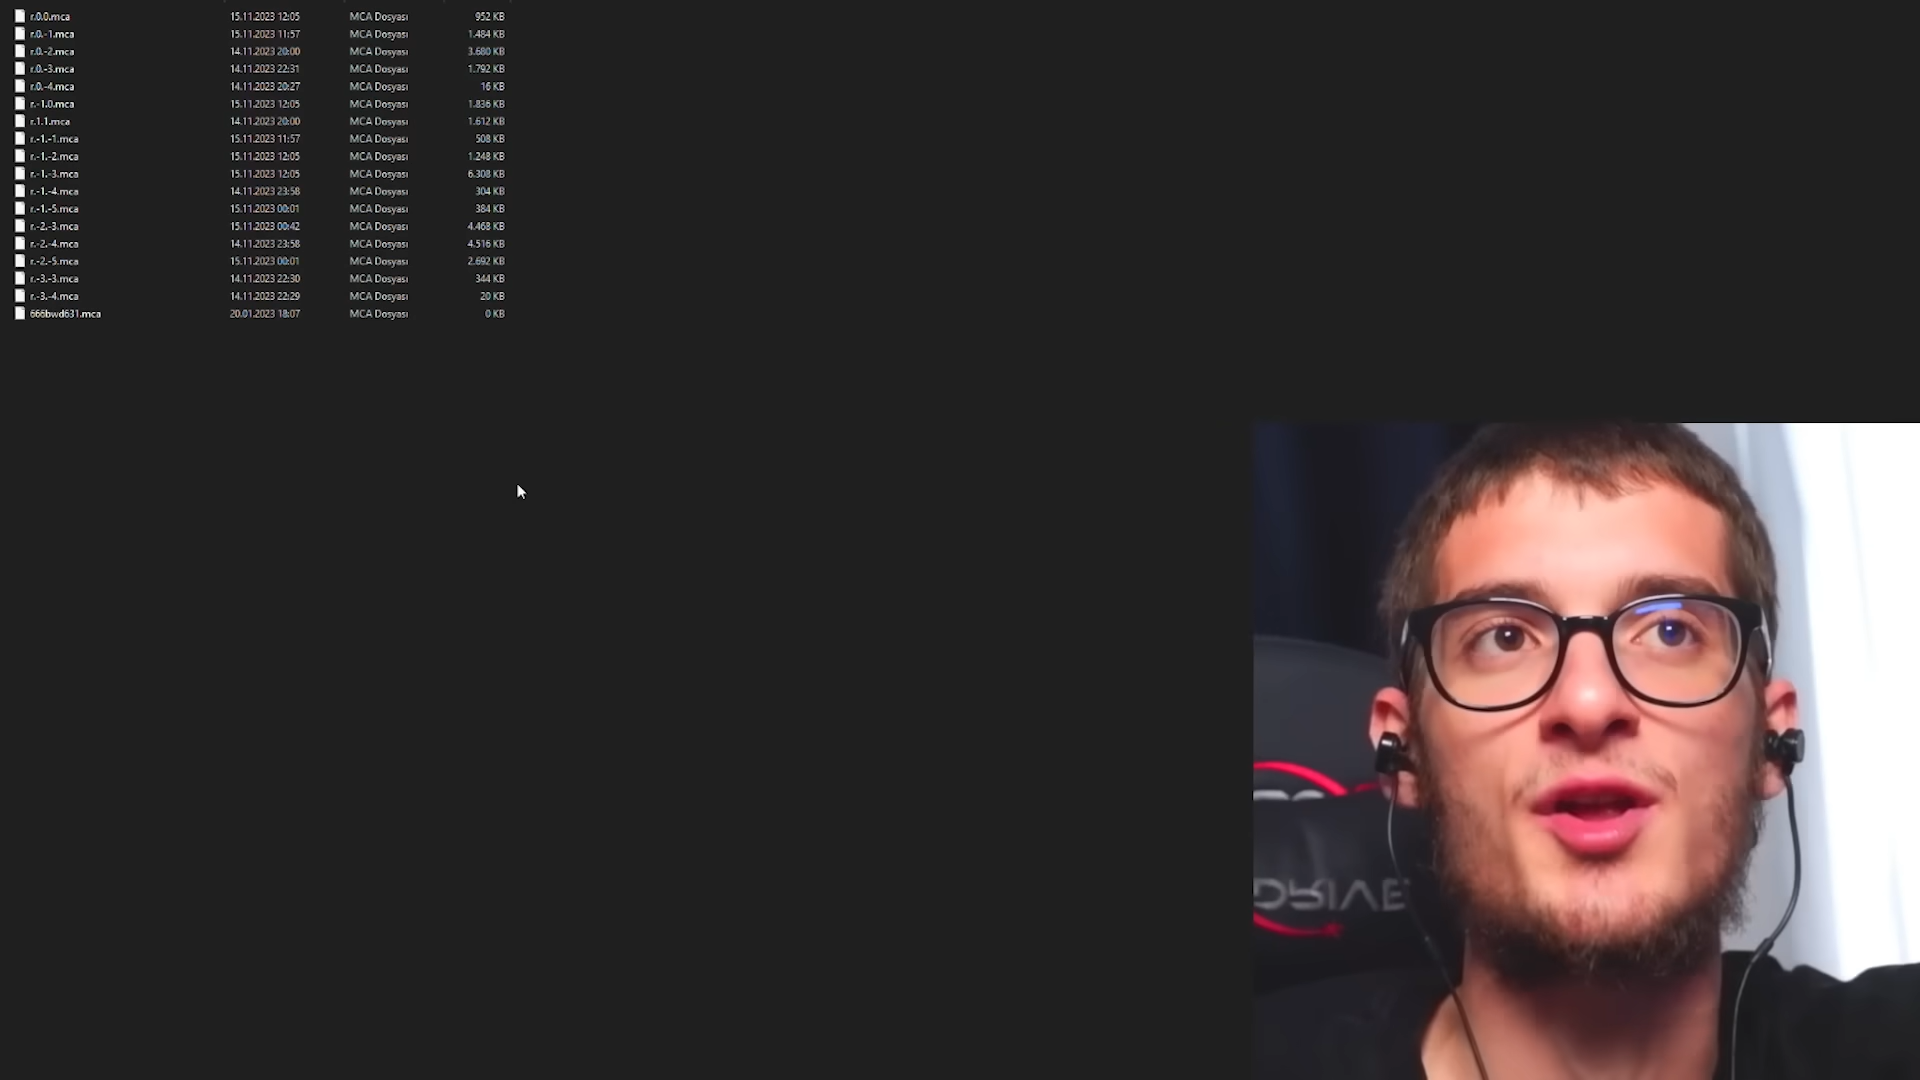 r.0.0.mca 15.11.2023 12:05 MCA Dosyası 952 KB
r.0.-1.mca 15.11.2023 11:57 MCA Dosyası 1.484 KB
r.0.-2.mca 14.11.2023 20:00 MCA Dosyası 3.680 KB
r.0.-3.mca 14.11.2023 22:31 MCA Dosyası 1.792 KB
r.0.-4.mca 14.11.2023 20:27 MCA Dosyası 16 KB
r.-1.0.mca 15.11.2023 12:05 MCA Dosyası 1.836 KB
r.1.1.mca 14.11.2023 20:00 MCA Dosyası 1.612 KB
r.-1.-1.mca 15.11.2023 11:57 MCA Dosyası 508 KB
r.-1.-2.mca 15.11.2023 12:05 MCA Dosyası 1.248 KB
r.-1.-3.mca 15.11.2023 12:05 MCA Dosyası 6.308 KB
r.-1.-4.mca 14.11.2023 23:58 MCA Dosyası 304 KB
r.-1.-5.mca 15.11.2023 00:01 MCA Dosyası 384 KB
r.-2.-3.mca 15.11.2023 00:42 MCA Dosyası 4.468 KB
r.-2.-4.mca 14.11.2023 23:58 MCA Dosyası 4.516 KB
r.-2.-5.mca 15.11.2023 00:01 MCA Dosyası 2.692 KB
r.-3.-3.mca 14.11.2023 22:30 MCA Dosyası 344 KB
r.-3.-4.mca 14.11.2023 22:29 MCA Dosyası 20 KB
666bwd631.mca 20.01.2023 18:07 MCA Dosyası 0 KB
DRIVE